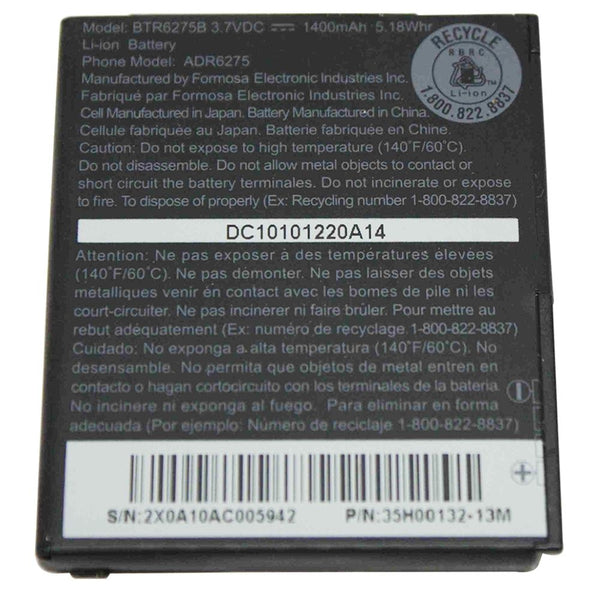 Model: BTR6275B 3.7VDC 1400mAh 5.18Whr
Li-ion Battery
Phone Model: ADR6275
Manufactured by Formosa Electronic Industries Inc.
Fabriqué par Formosa Electronic Industries Inc.
Cell Manufactured in Japan. Battery Manufactured in China.
Cellule fabriquée au Japan. Batterie fabriquée en China.
Caution: Do not expose to high temperature (140°F/60°C).
Do not disassemble. Do not allow metal objects to contact or
short circuit the battery terminales. Do not incinerate or expose
to fire. To dispose of properly (Ex: Recycling number 1-800-822-8837)
RECYCLE
RBRC
Li-ion
1.800.822.8837
DC10101220A14
Attention: Ne pas exposer à des températures élevées
(140°F/60°C). Ne pas démonter. Ne pas laisser des objets
métalliques venir en contact avec les bornes de pile ni les
court-circuiter. Ne pas incinérer ni faire brûler. Pour mettre au
rebut adéquatement (Ex: numéro de recyclage 1-800-822-8837)
Cuidado: No exponga a alta temperatura (140°F/60°C). No
desensamble. No permita que objetos de metal entren en
contacto o hagan cortocircuito con los terminales de la bateria.
No incinere ni exponga al fuego. Para eliminar en forma
adecuada (Por ejemplo: Número de reciclaje 1-800-822-8837)
S/N:2X0A10AC005942 P/N:35H00132-13M